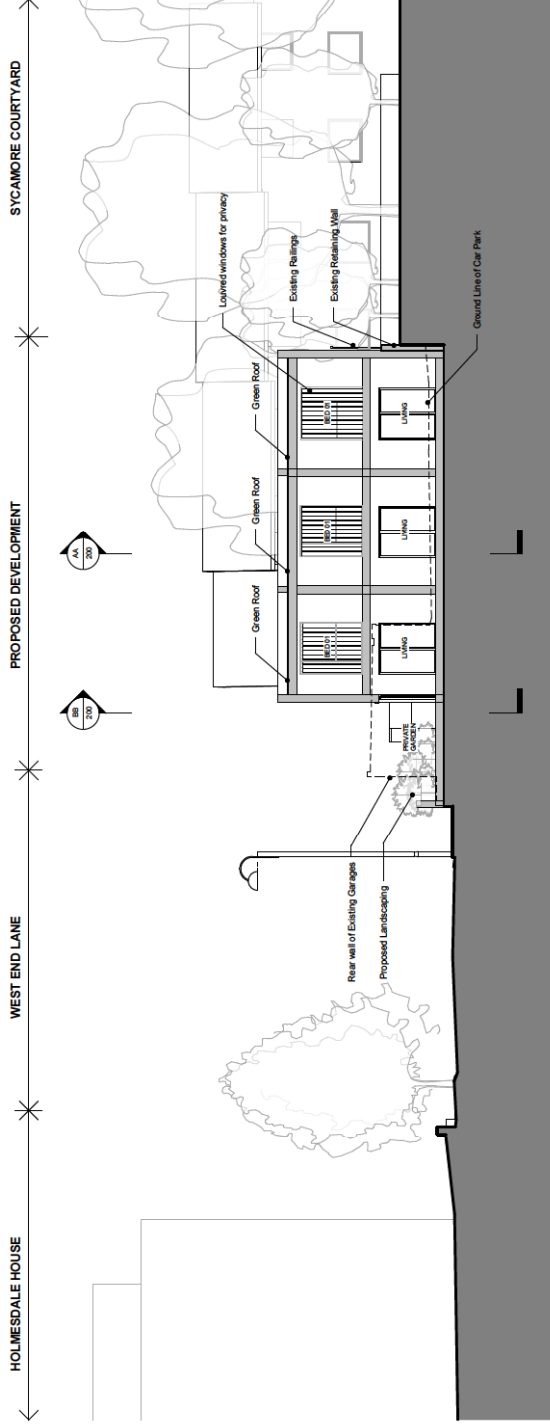 HOLMESDALE HOUSE
WEST END LANE
PROPOSED DEVELOPMENT
SYCAMORE COURTYARD
BB
200
AA
200
Green Roof
Green Roof
Green Roof
Louvred windows for privacy
Existing Railings
Existing Retaining Wall
BED 01
BED 01
BED 01
LIVING
LIVING
LIVING
PRIVATE
GARDEN
Rear wall of Existing Garages
Proposed Landscaping
Ground Line of Car Park